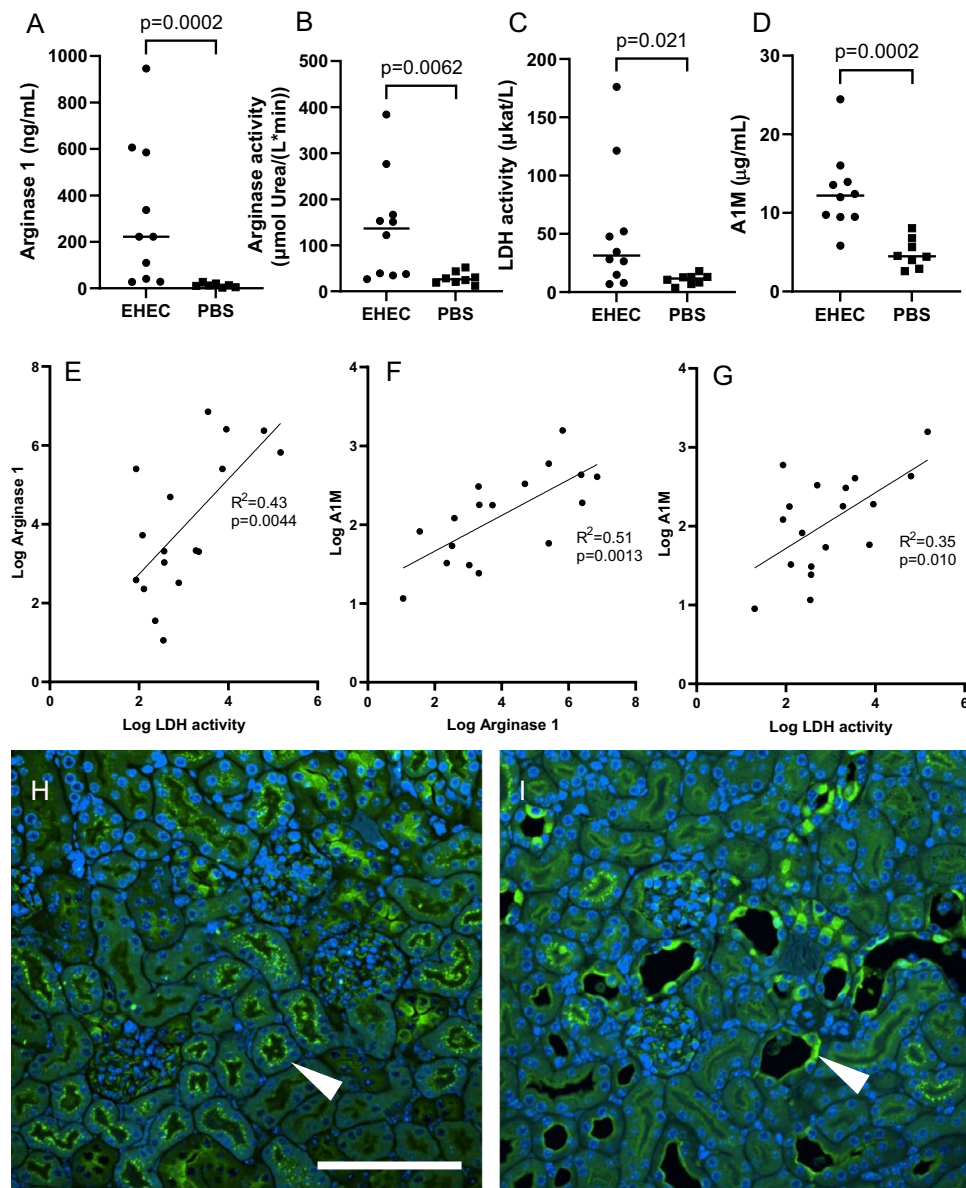 A
p=0.0002
Arginase 1 (ng/mL)
1000
800
600
400
200
0
EHEC PBS
B
p=0.0062
Arginase activity
(µmol Urea/(L*min))
500
400
300
200
100
0
EHEC PBS
C
p=0.021
LDH activity (µkat/L)
200
150
100
50
0
EHEC PBS
D
p=0.0002
A1M (µg/mL)
30
20
10
0
EHEC PBS
E
Log Arginase 1
8
6
4
2
0
R²=0.43
p=0.0044
0 2 4 6
Log LDH activity
F
Log A1M
4
3
2
1
0
R²=0.51
p=0.0013
0 2 4 6 8
Log Arginase 1
G
Log A1M
4
3
2
1
0
R²=0.35
p=0.010
0 2 4 6
Log LDH activity
H
I